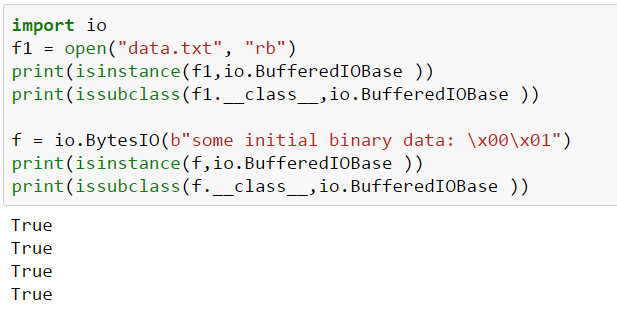 import io
f1 = open("data.txt", "rb")
print(isinstance(f1,io.BufferedIOBase ))
print(issubclass(f1.__class__,io.BufferedIOBase ))

f = io.BytesIO(b"some initial binary data: \x00\x01")
print(isinstance(f,io.BufferedIOBase ))
print(issubclass(f.__class__,io.BufferedIOBase ))
True
True
True
True